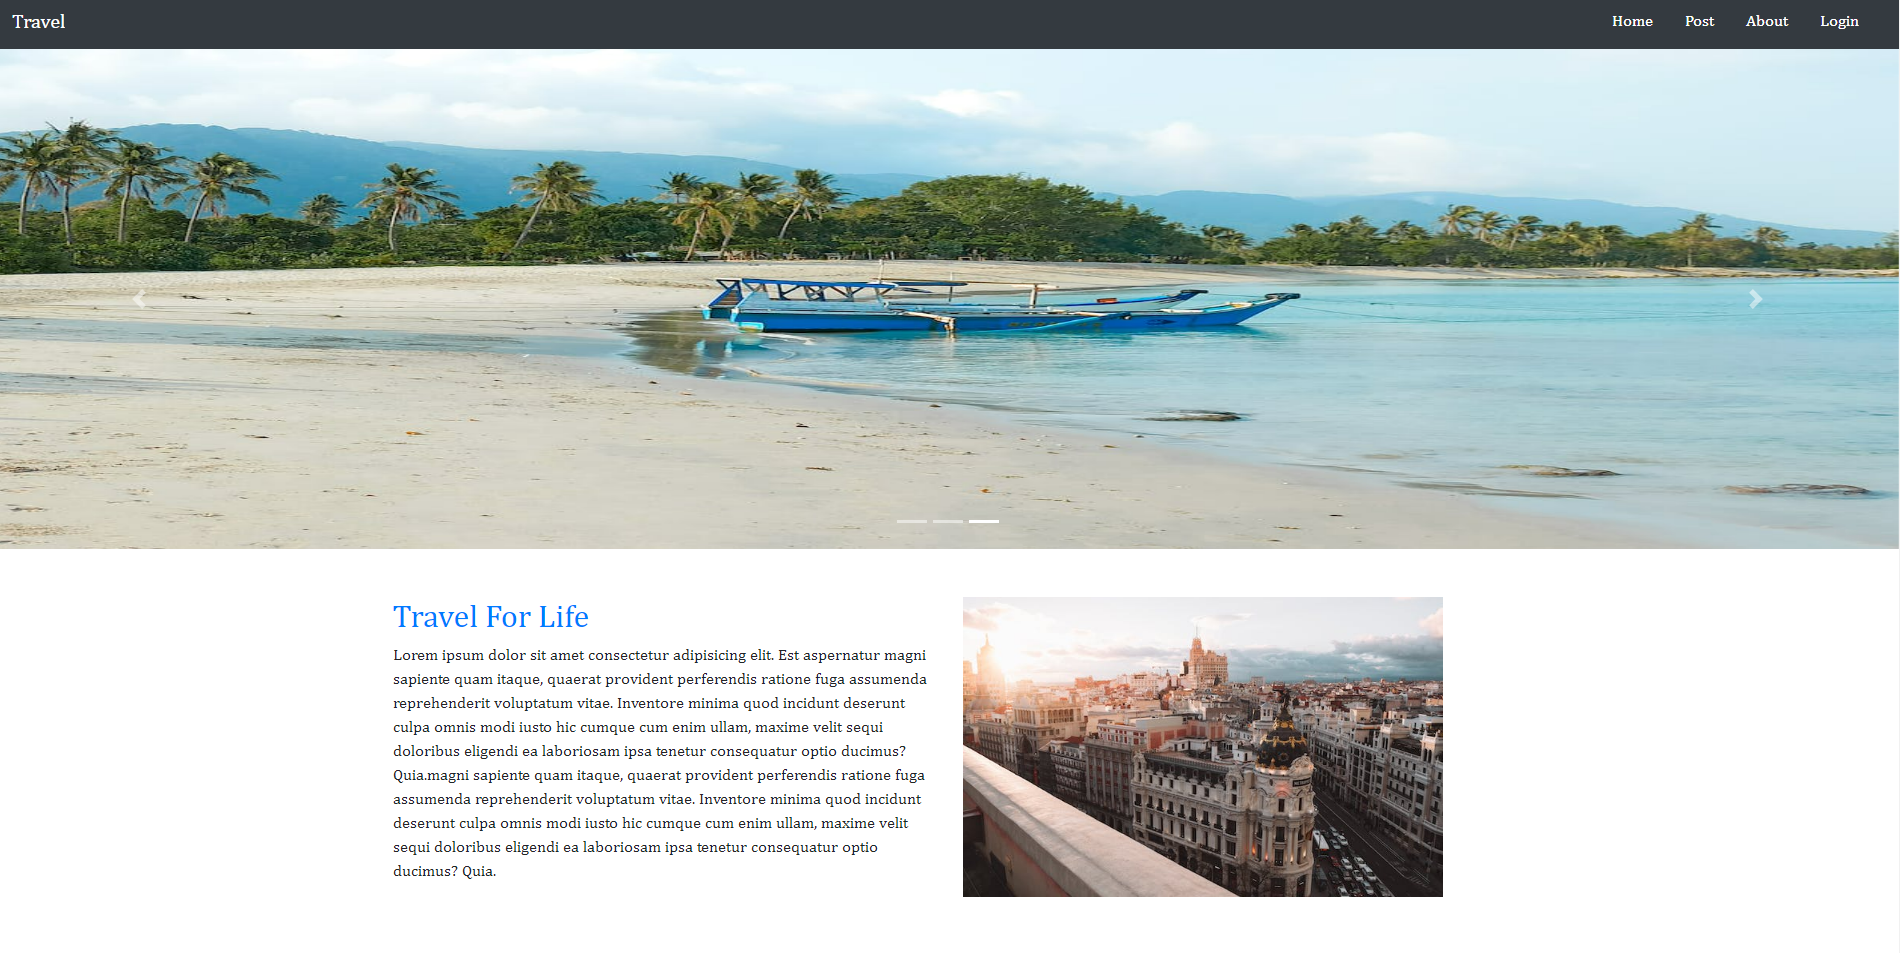 Travel
Home Post About Login
Travel For Life
Lorem ipsum dolor sit amet consectetur adipisicing elit. Est aspernatur magni
sapiente quam itaque, quaerat provident perferendis ratione fuga assumenda
reprehenderit voluptatum vitae. Inventore minima quod incidunt deserunt
culpa omnis modi iusto hic cumque cum enim ullam, maxime velit sequi
doloribus eligendi ea laboriosam ipsa tenetur consequatur optio ducimus?
Quia.magni sapiente quam itaque, quaerat provident perferendis ratione fuga
assumenda reprehenderit voluptatum vitae. Inventore minima quod incidunt
deserunt culpa omnis modi iusto hic cumque cum enim ullam, maxime velit
sequi doloribus eligendi ea laboriosam ipsa tenetur consequatur optio
ducimus? Quia.